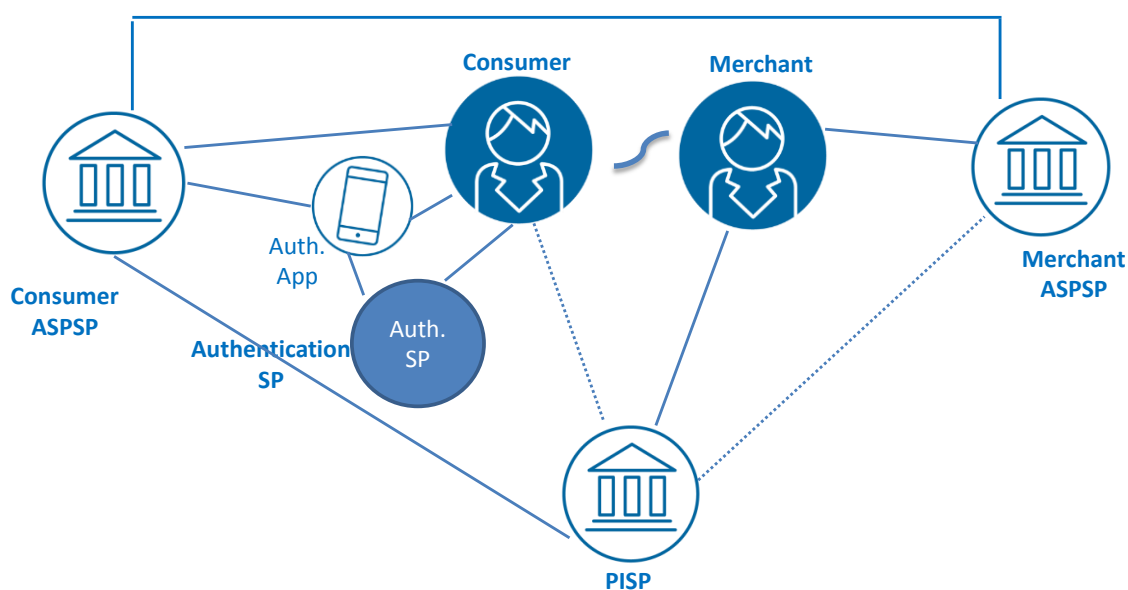 Consumer
Merchant
Auth.
App
Consumer
ASPSP
Merchant
ASPSP
Authentication
SP
Auth.
SP
PISP